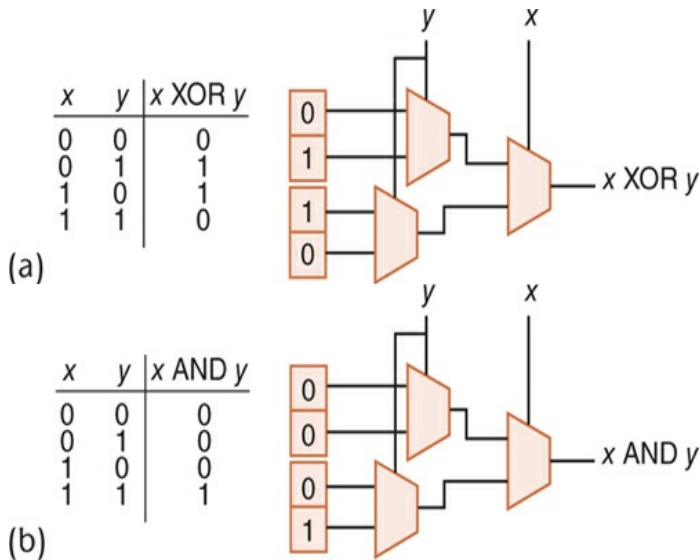 x y x XOR y
0 0 0
0 1 1
1 0 1
1 1 0
(a)
y x
0
1
1
0
x XOR y
x y x AND y
0 0 0
0 1 0
1 0 0
1 1 1
(b)
y x
0
0
0
1
x AND y